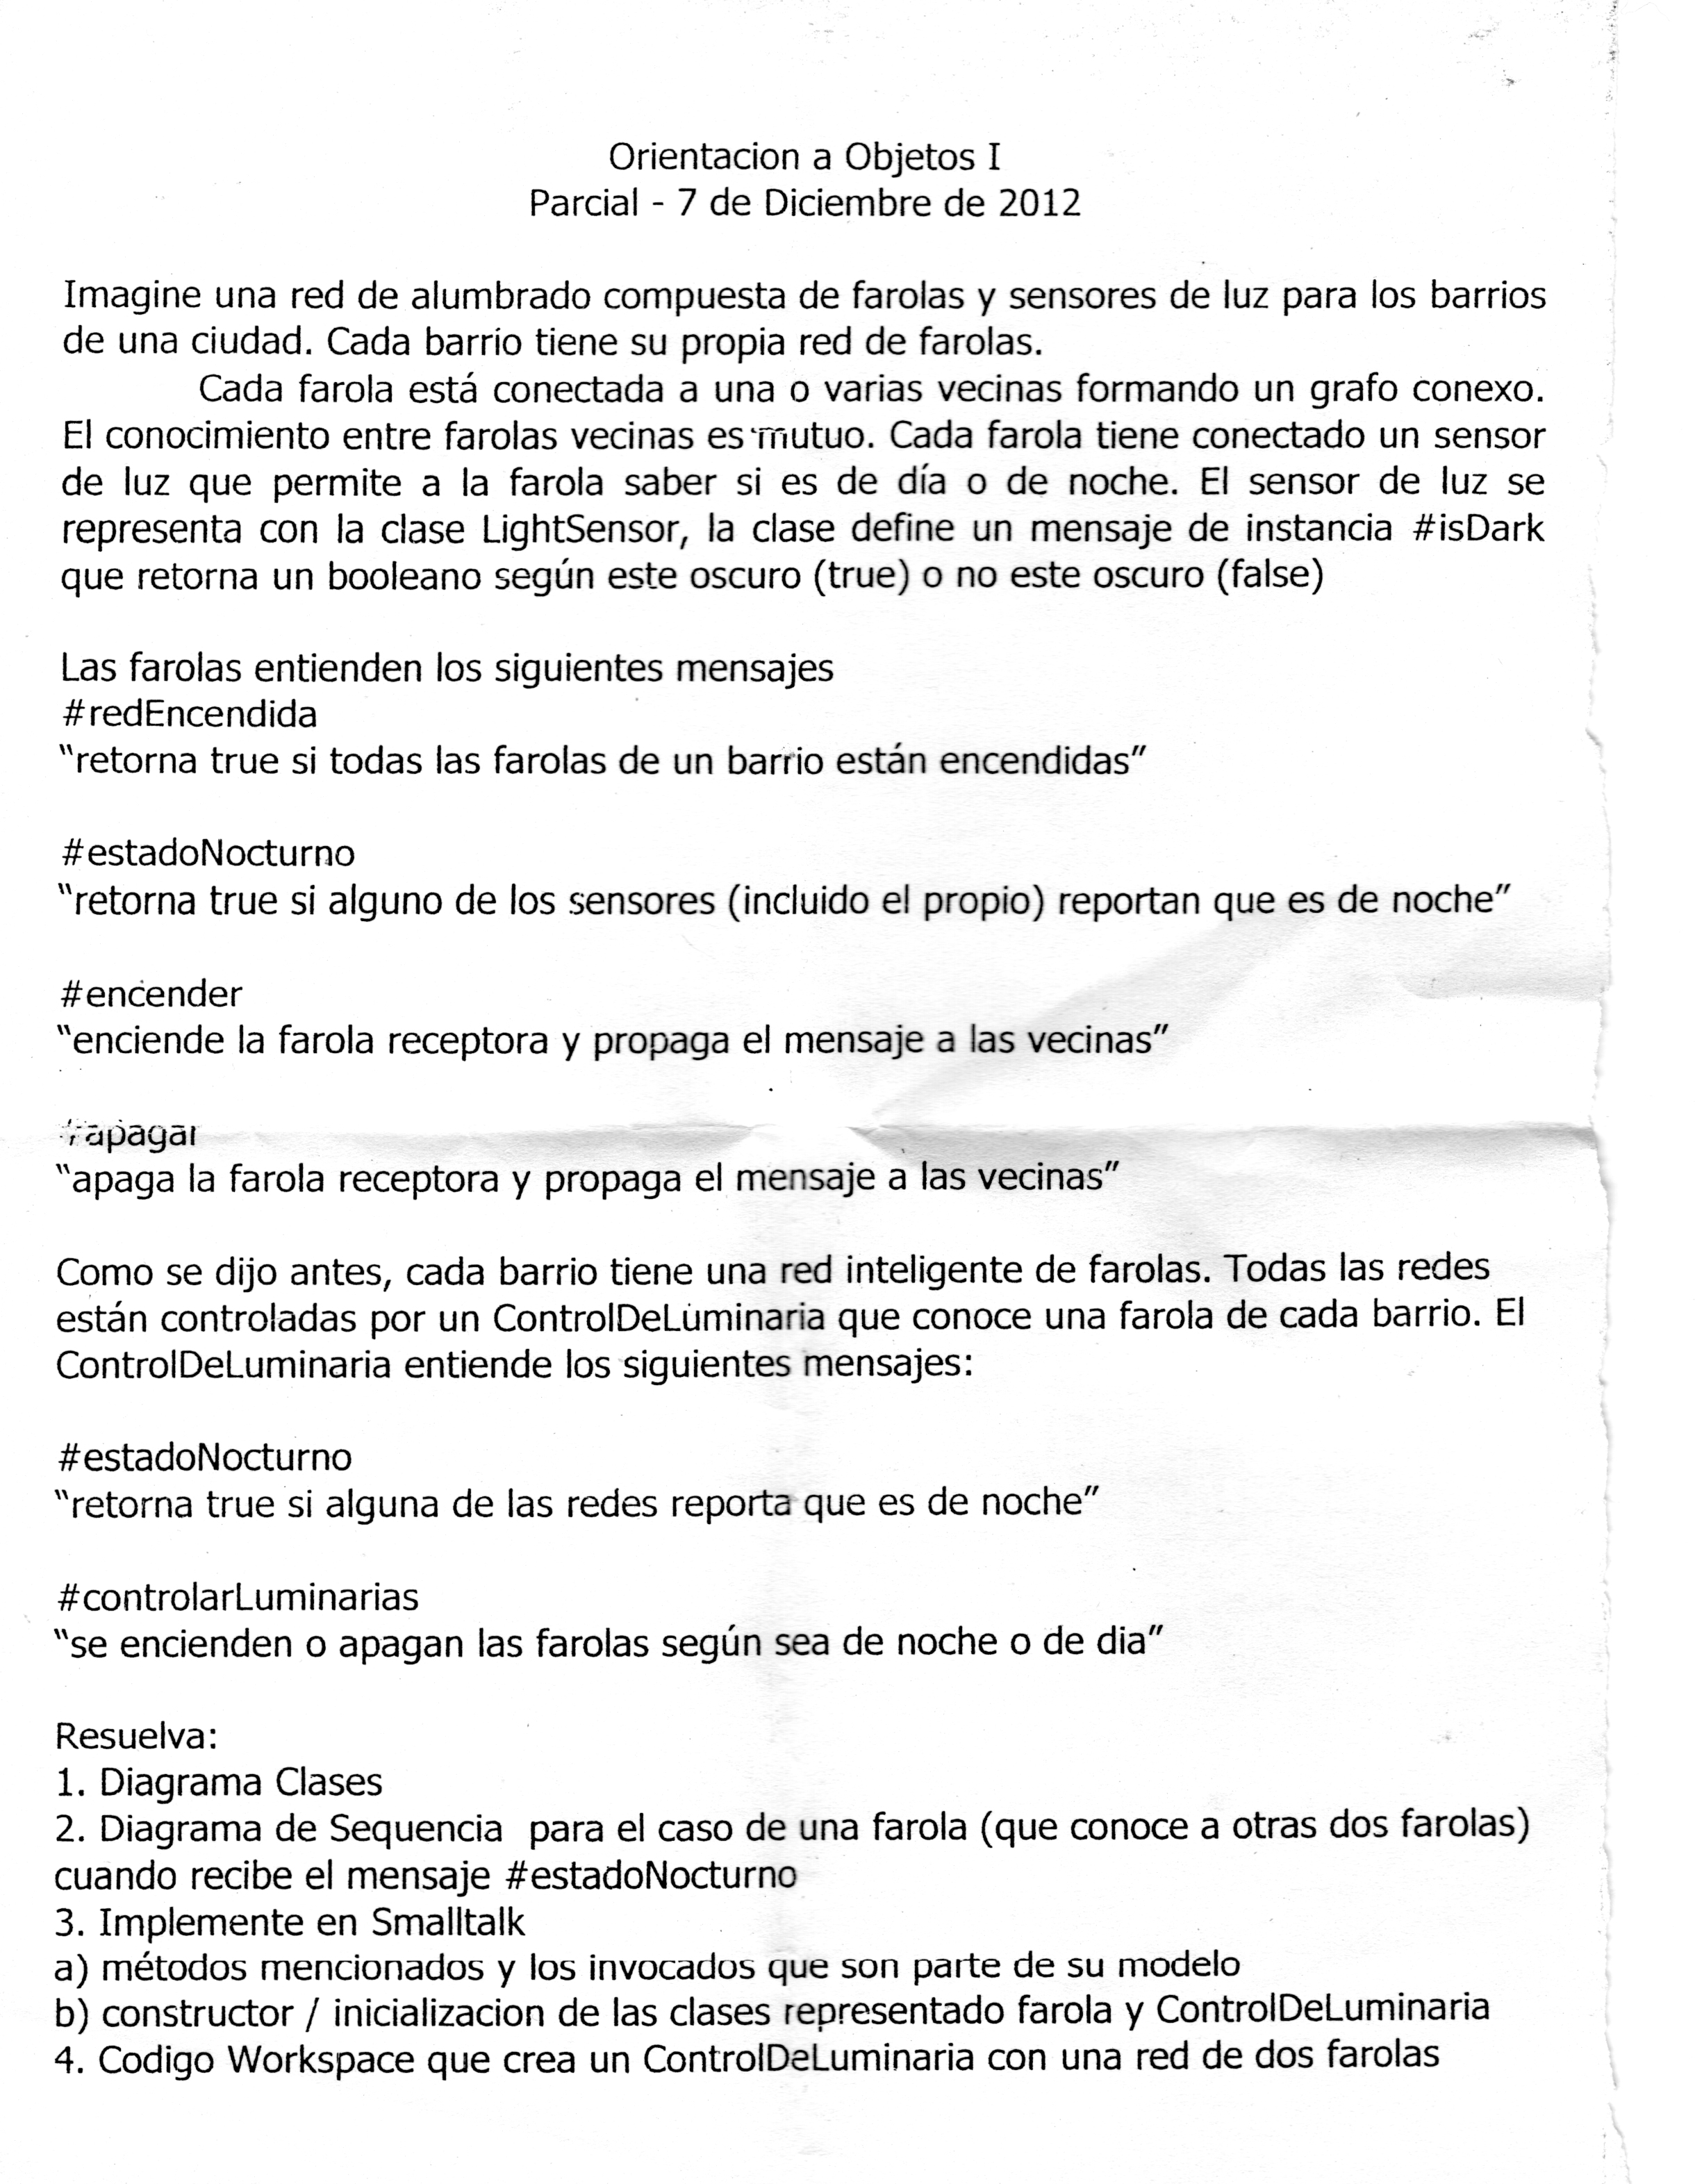 Orientacion a Objetos I
Parcial - 7 de Diciembre de 2012
Imagine una red de alumbrado compuesta de farolas y sensores de luz para los barrios
de una ciudad. Cada barrio tiene su propia red de farolas.
Cada farola está conectada a una o varias vecinas formando un grafo conexo.
El conocimiento entre farolas vecinas es mutuo. Cada farola tiene conectado un sensor
de luz que permite a la farola saber si es de día o de noche. El sensor de luz se
representa con la clase LightSensor, la clase define un mensaje de instancia #isDark
que retorna un booleano según este oscuro (true) o no este oscuro (false)
Las farolas entienden los siguientes mensajes
#redEncendida
"retorna true si todas las farolas de un barrio están encendidas"
#estadoNocturno
"retorna true si alguno de los sensores (incluido el propio) reportan que es de noche"
#encender
"enciende la farola receptora y propaga el mensaje a las vecinas"
#apagar
"apaga la farola receptora y propaga el mensaje a las vecinas"
Como se dijo antes, cada barrio tiene una red inteligente de farolas. Todas las redes
están controladas por un ControlDeLuminaria que conoce una farola de cada barrio. El
ControlDeLuminaria entiende los siguientes mensajes:
#estadoNocturno
"retorna true si alguna de las redes reporta que es de noche"
#controlarLuminarias
"se encienden o apagan las farolas según sea de noche o de dia"
Resuelva:
1. Diagrama Clases
2. Diagrama de Sequencia para el caso de una farola (que conoce a otras dos farolas)
cuando recibe el mensaje #estadoNocturno
3. Implemente en Smalltalk
a) métodos mencionados y los invocados que son parte de su modelo
b) constructor / inicializacion de las clases representado farola y ControlDeLuminaria
4. Codigo Workspace que crea un ControlDeLuminaria con una red de dos farolas